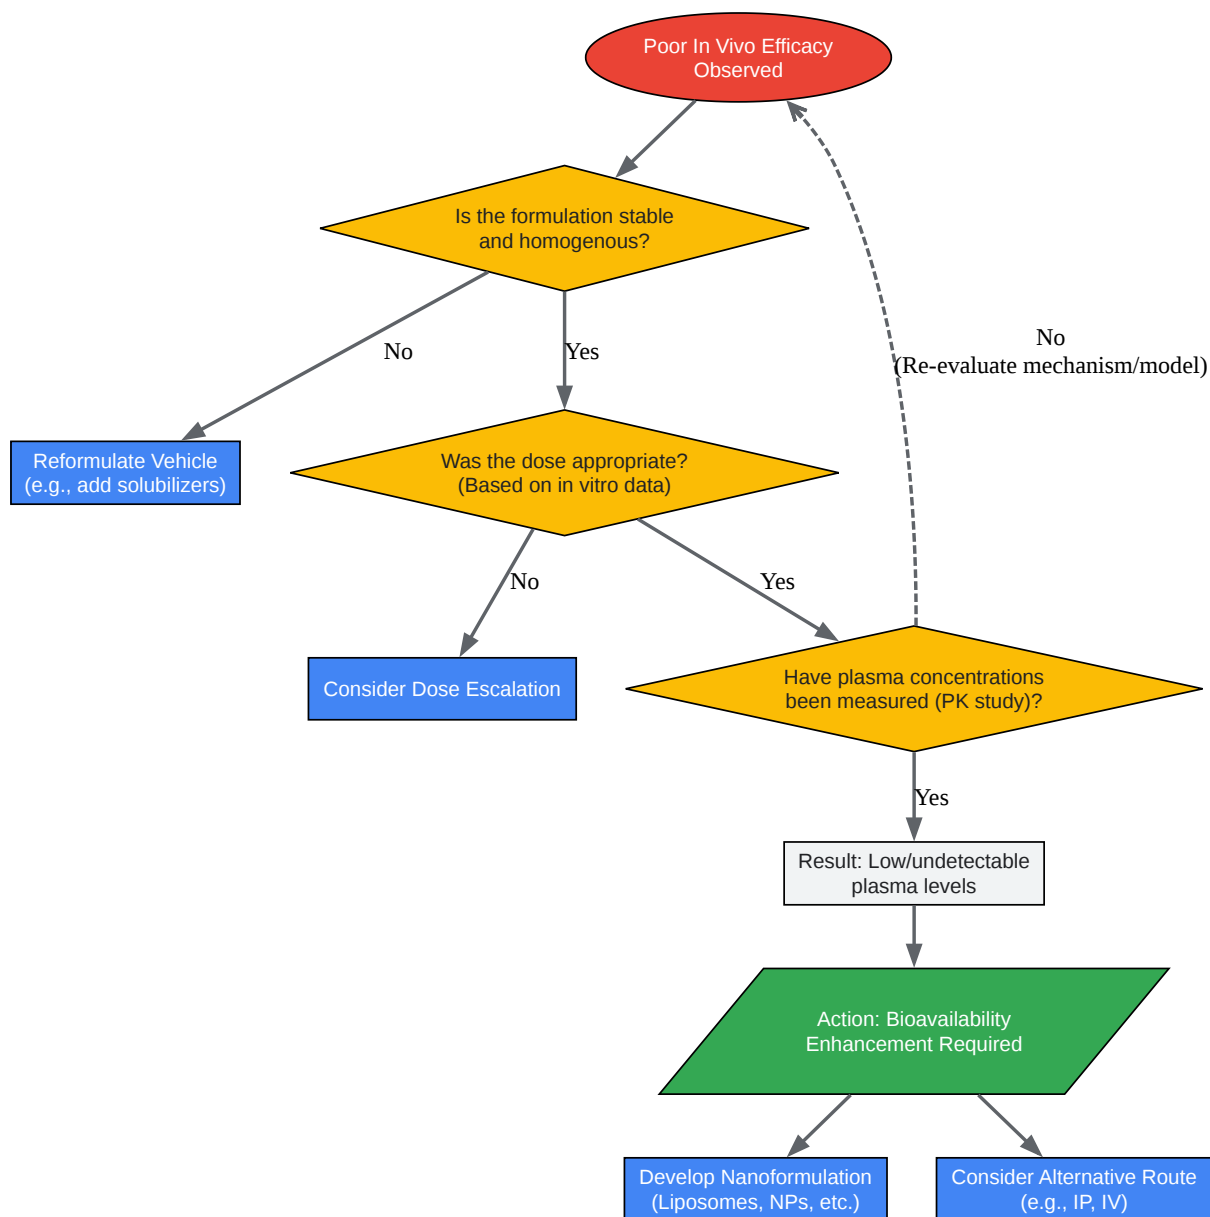 Poor In Vivo Efficacy
Observed
Is the formulation stable
and homogenous?
No
Yes
No
(Re-evaluate mechanism/model)
Reformulate Vehicle
(e.g., add solubilizers)
Was the dose appropriate?
(Based on in vitro data)
No
Yes
Consider Dose Escalation
Have plasma concentrations
been measured (PK study)?
Yes
Result: Low/undetectable
plasma levels
Action: Bioavailability
Enhancement Required
Develop Nanoformulation
(Liposomes, NPs, etc.)
Consider Alternative Route
(e.g., IP, IV)